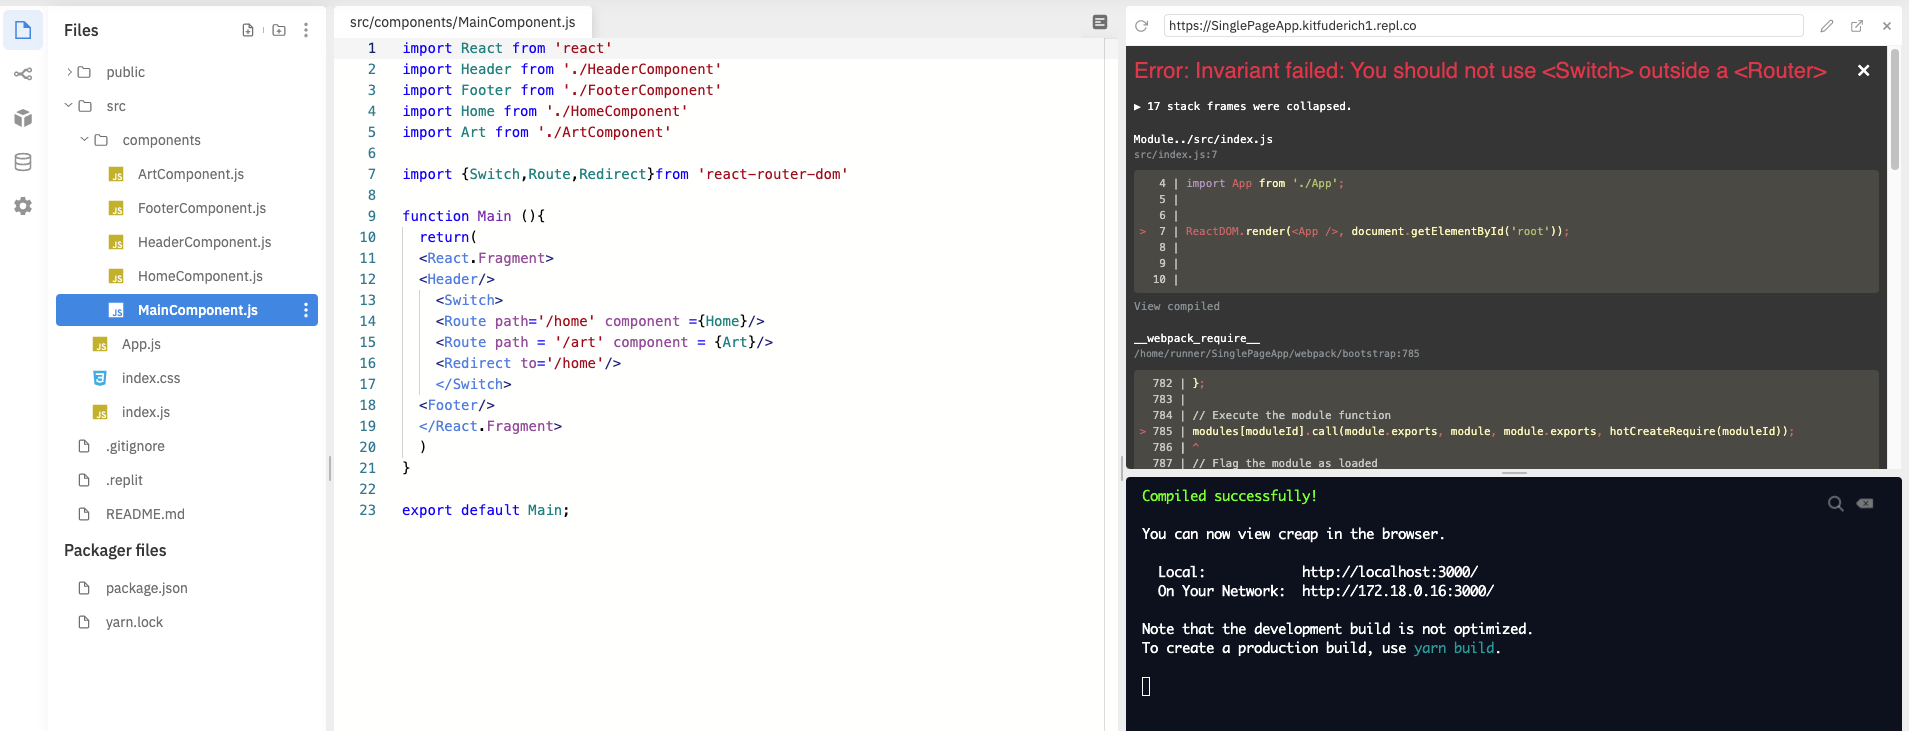 Files
public
src
components
ArtComponent.js
FooterComponent.js
HeaderComponent.js
HomeComponent.js
MainComponent.js
App.js
index.css
index.js
.gitignore
.replit
README.md
Packager files
package.json
yarn.lock
src/components/MainComponent.js
1 import React from 'react'
2 import Header from './HeaderComponent'
3 import Footer from './FooterComponent'
4 import Home from './HomeComponent'
5 import Art from './ArtComponent'
6
7 import {Switch,Route,Redirect}from 'react-router-dom'
8
9 function Main (){
10 return(
11 <React.Fragment>
12 <Header/>
13 <Switch>
14 <Route path='/home' component ={Home}/>
15 <Route path = '/art' component = {Art}/>
16 <Redirect to='/home'/>
17 </Switch>
18 <Footer/>
19 </React.Fragment>
20 )
21 }
22
23 export default Main;
https://SinglePageApp.kitfuderich1.repl.co
Error: Invariant failed: You should not use <Switch> outside a <Router>
▶ 17 stack frames were collapsed.
Module../src/index.js
src/index.js:7
4 | import App from './App';
5 |
6 |
> 7 | ReactDOM.render(<App />, document.getElementById('root'));
8 |
9 |
10 |
View compiled
__webpack_require__
/home/runner/SinglePageApp/webpack/bootstrap:785
782 | };
783 |
784 | // Execute the module function
> 785 | modules[moduleId].call(module.exports, module, module.exports, hotCreateRequire(moduleId));
786 | ^
787 | // Flag the module as loaded
Compiled successfully!
You can now view creap in the browser.
Local: http://localhost:3000/
On Your Network: http://172.18.0.16:3000/
Note that the development build is not optimized.
To create a production build, use yarn build.